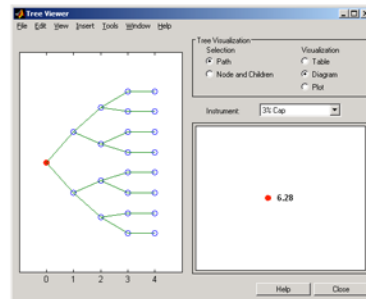 Tree Viewer
File Edit View Insert Tools Window Help
Tree Visualization
Selection
Visualization
Path
Table
Node and Children
Diagram
Plot
Instrument:
3% Cap
6.28
0 1 2 3 4
Help
Close